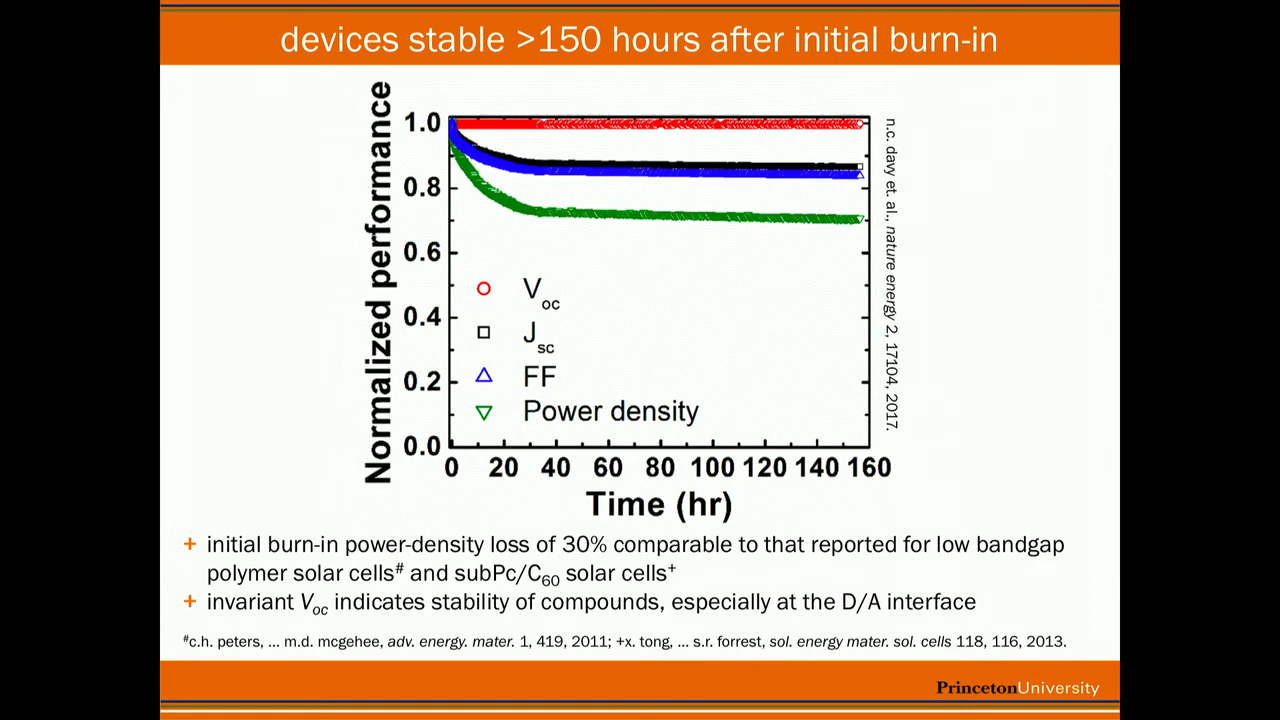 devices stable >150 hours after initial burn-in
Normalized performance
1.0
0.8
0.6
0.4
0.2
0.0
V_oc
J_sc
FF
Power density
0 20 40 60 80 100 120 140 160
Time (hr)
n.c. davy et. al., nature energy 2, 17104, 2017.
+ initial burn-in power-density loss of 30% comparable to that reported for low bandgap
polymer solar cells# and subPc/C60 solar cells+
+ invariant Voc indicates stability of compounds, especially at the D/A interface
#c.h. peters, ... m.d. mcgehee, adv. energy. mater. 1, 419, 2011; +x. tong, ... s.r. forrest, sol. energy mater. sol. cells 118, 116, 2013.
PrincetonUniversity